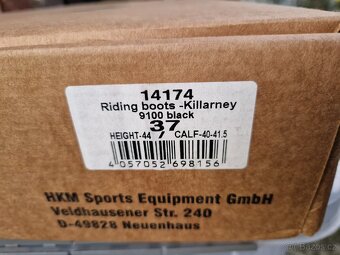 14174
Riding boots -Killarney
9100 black
37
HEIGHT-44 / CALF-40-41.5
4 057052 698156
HKM Sports Equipment GmbH
Veldhausener Str. 240
D-49828 Neuenhaus